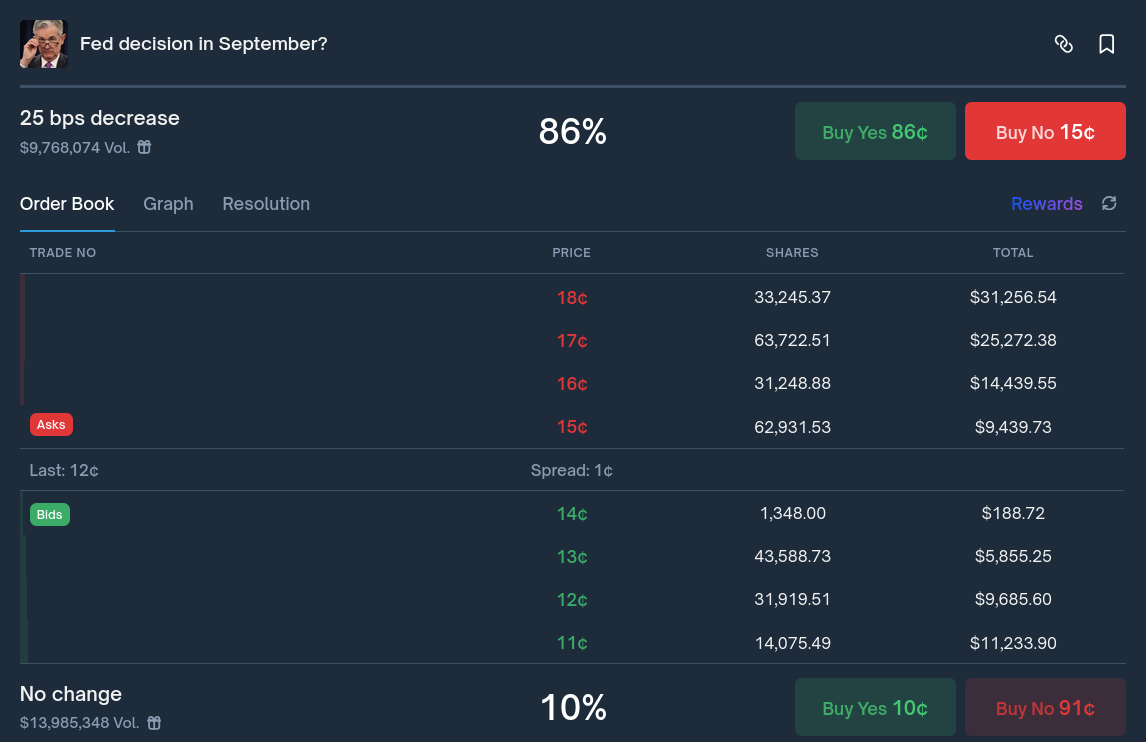 Fed decision in September?
25 bps decrease
$9,768,074 Vol.
86%
Buy Yes 86¢
Buy No 15¢
Order Book Graph Resolution
Rewards
TRADE NO PRICE SHARES TOTAL
18¢ 33,245.37 $31,256.54
17¢ 63,722.51 $25,272.38
16¢ 31,248.88 $14,439.55
Asks 15¢ 62,931.53 $9,439.73
Last: 12¢ Spread: 1¢
Bids 14¢ 1,348.00 $188.72
13¢ 43,588.73 $5,855.25
12¢ 31,919.51 $9,685.60
11¢ 14,075.49 $11,233.90
No change
$13,985,348 Vol.
10%
Buy Yes 10¢
Buy No 91¢